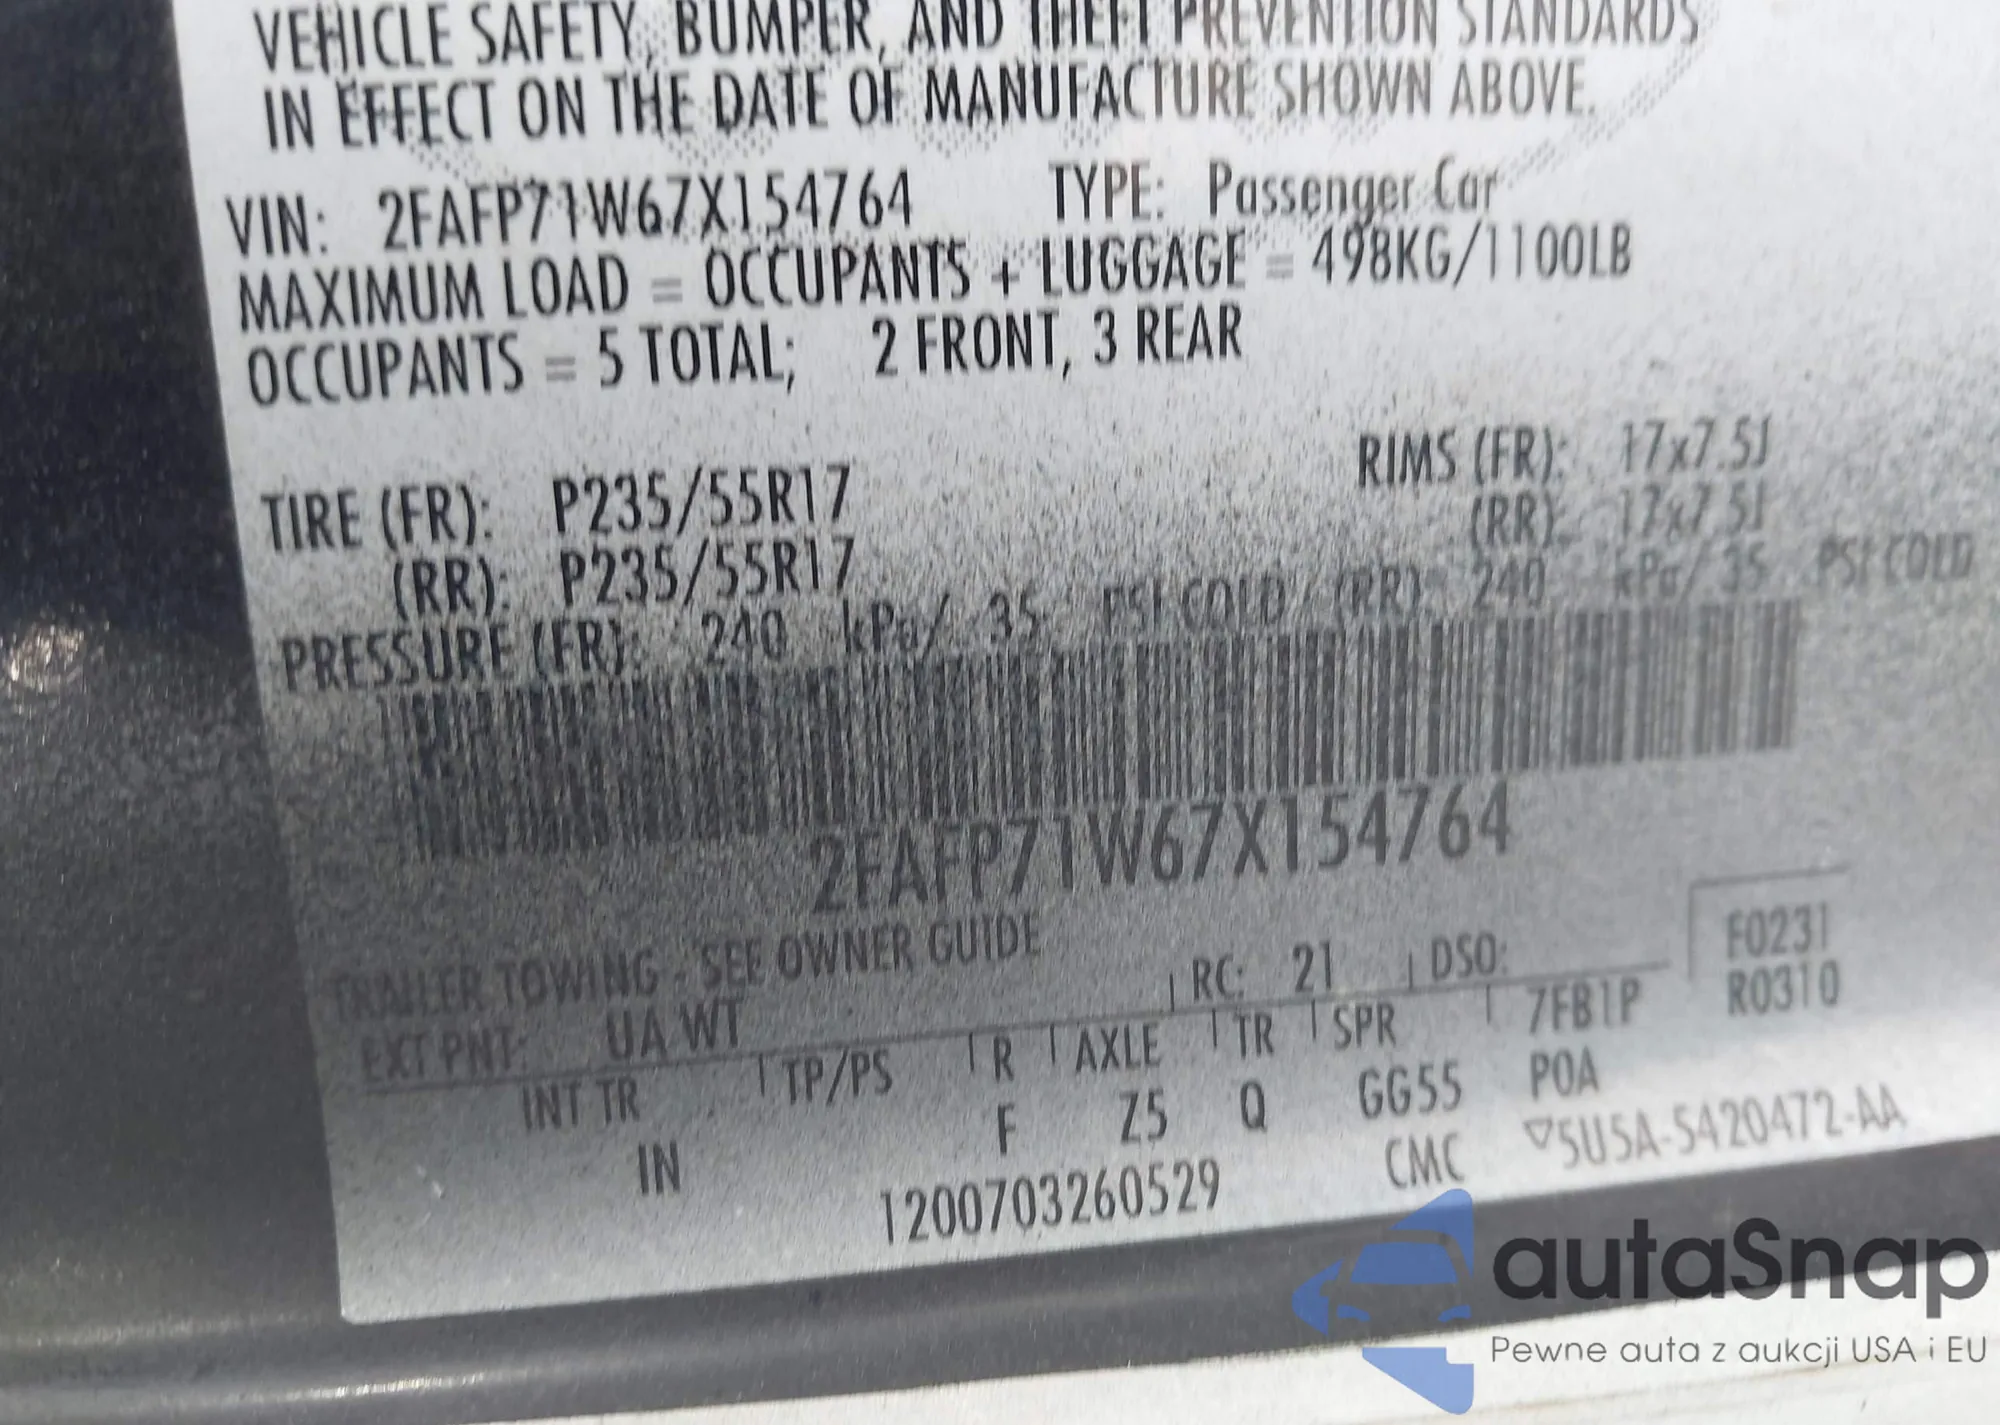 VEHICLE SAFETY, BUMPER, AND THEFT PREVENTION STANDARDS
IN EFFECT ON THE DATE OF MANUFACTURE SHOWN ABOVE.
VIN: 2FAFP71W67X154764 TYPE: Passenger Car
MAXIMUM LOAD = OCCUPANTS + LUGGAGE = 498KG/1100LB
OCCUPANTS = 5 TOTAL; 2 FRONT, 3 REAR
TIRE (FR): P235/55R17 RIMS (FR): 17x7.5J
(RR): P235/55R17 (RR): 17x7.5J
PRESSURE (FR): 240 kPa/ 35 PSI COLD/ (RR): 240 kPa/ 35 PSI COLD
2FAFP71W67X154764
TRAILER TOWING - SEE OWNER GUIDE
EXT PNT: UA WT RC: 21 DSO: F0231
INT TR TP/PS R AXLE TR SPR 7FB1P R0310
IN F Z5 Q GG55 POA
1200703260529 CMC ▽5U5A-5420472-AA
autaSnap
Pewne auta z aukcji USA i EU